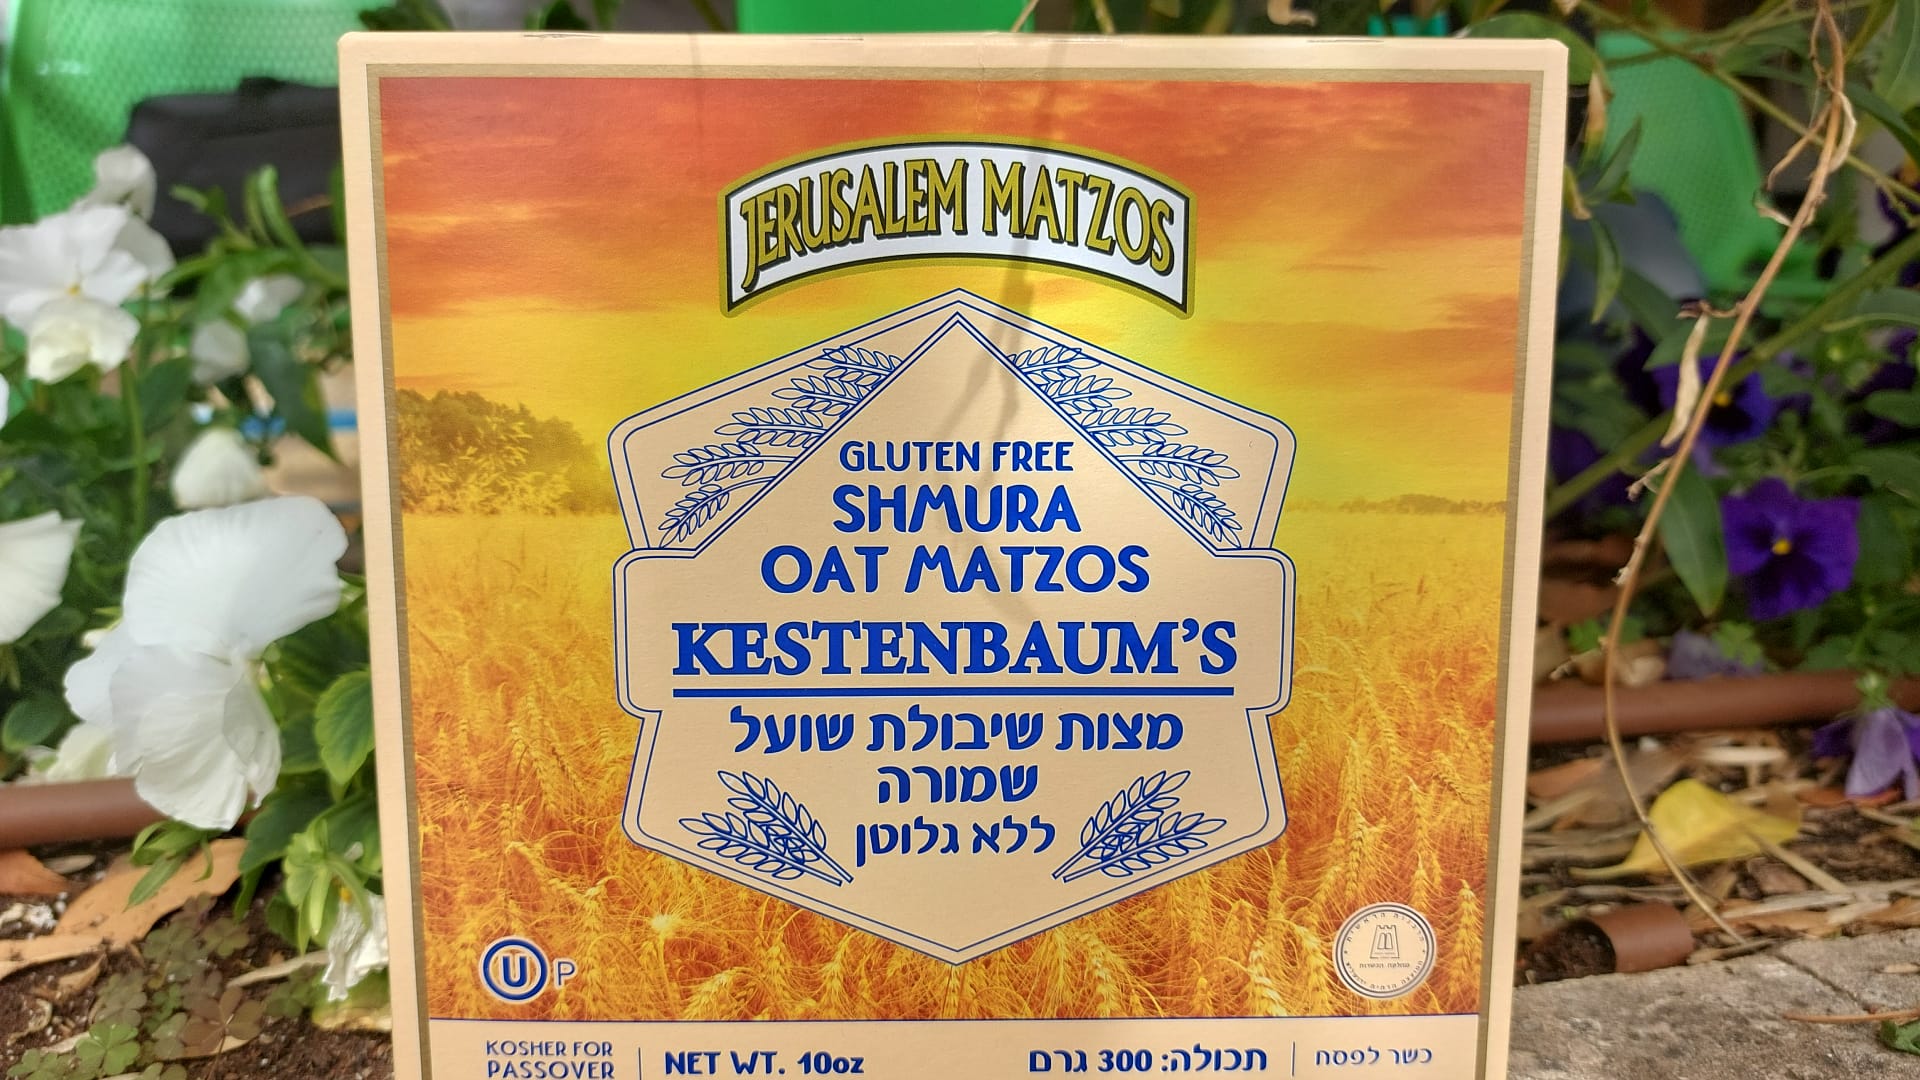 JERUSALEM MATZOS
GLUTEN FREE
SHMURA
OAT MATZOS
KESTENBAUM'S
מצות שיבולת שועל
שמורה
ללא גלוטן
U P
KOSHER FOR
PASSOVER
NET WT. 10oz
תכולה: 300 גרם
כשר לפסח